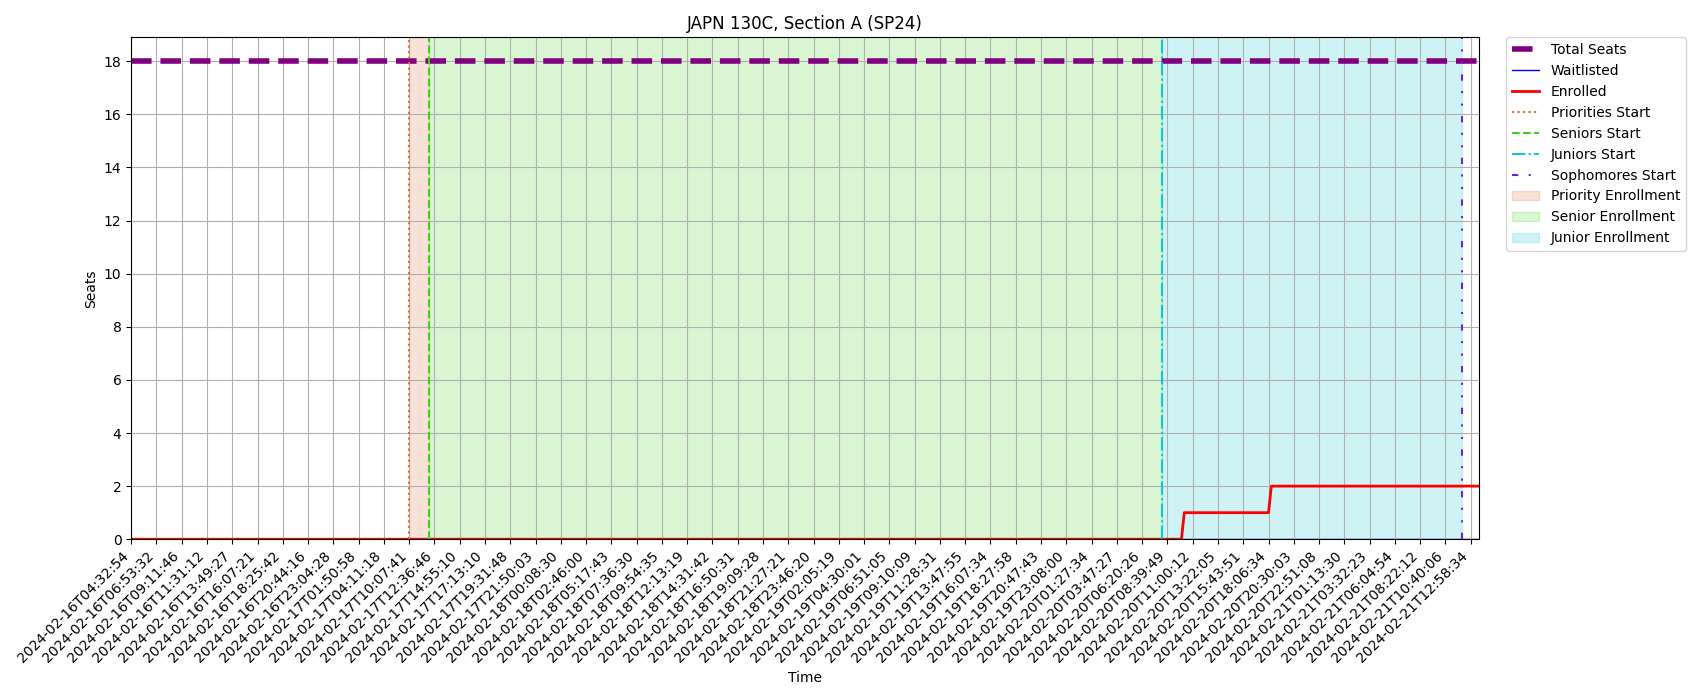 JAPN 130C, Section A (SP24)
Total Seats
Waitlisted
Enrolled
Priorities Start
Seniors Start
Juniors Start
Sophomores Start
Priority Enrollment
Senior Enrollment
Junior Enrollment
Seats
18
16
14
12
10
8
6
4
2
0
2024-02-16T04:32:54
2024-02-16T06:53:32
2024-02-16T09:11:46
2024-02-16T11:31:12
2024-02-16T13:49:27
2024-02-16T16:07:21
2024-02-16T18:25:42
2024-02-16T20:44:16
2024-02-16T23:04:28
2024-02-17T01:50:58
2024-02-17T04:11:18
2024-02-17T10:07:41
2024-02-17T12:36:46
2024-02-17T14:55:10
2024-02-17T17:13:10
2024-02-17T19:31:48
2024-02-17T21:50:03
2024-02-18T00:08:30
2024-02-18T02:46:00
2024-02-18T05:17:43
2024-02-18T07:36:30
2024-02-18T09:54:35
2024-02-18T12:13:19
2024-02-18T14:31:42
2024-02-18T16:50:31
2024-02-18T19:09:28
2024-02-18T21:27:21
2024-02-18T23:46:20
2024-02-19T02:05:19
2024-02-19T04:30:01
2024-02-19T06:51:05
2024-02-19T09:10:09
2024-02-19T11:28:31
2024-02-19T13:47:55
2024-02-19T16:07:34
2024-02-19T18:27:58
2024-02-19T20:47:43
2024-02-19T23:08:00
2024-02-20T01:27:34
2024-02-20T03:47:27
2024-02-20T06:20:26
2024-02-20T08:39:49
2024-02-20T11:00:12
2024-02-20T13:22:05
2024-02-20T15:43:51
2024-02-20T18:06:34
2024-02-20T20:30:03
2024-02-20T22:51:08
2024-02-21T01:13:30
2024-02-21T03:32:23
2024-02-21T06:04:54
2024-02-21T08:22:12
2024-02-21T10:40:06
2024-02-21T12:58:34
Time